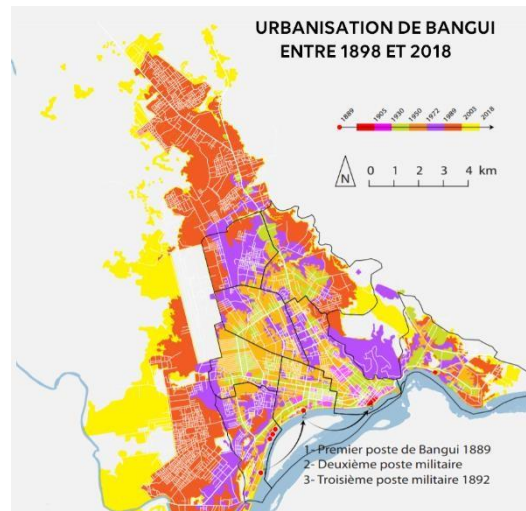 URBANISATION DE BANGUI
ENTRE 1898 ET 2018
1889 1905 1930 1950 1972 1989 2003 2018
N 0 1 2 3 4 km
1- Premier poste de Bangui 1889
2- Deuxième poste militaire
3- Troisième poste militaire 1892